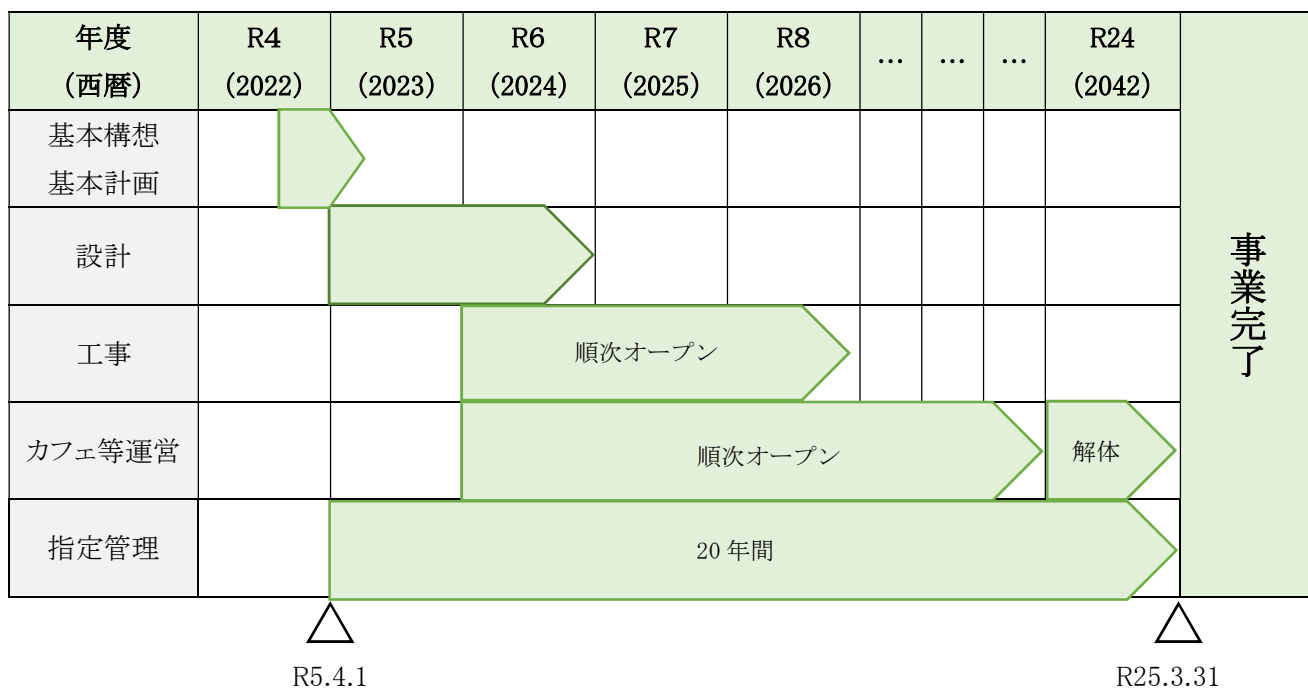 年度 R4 R5 R6 R7 R8 … … … R24
(西暦) (2022) (2023) (2024) (2025) (2026) (2042)
基本構想
基本計画
設計
工事 順次オープン
カフェ等運営 順次オープン 解体
指定管理 20 年間
事業完了
R5.4.1 R25.3.31